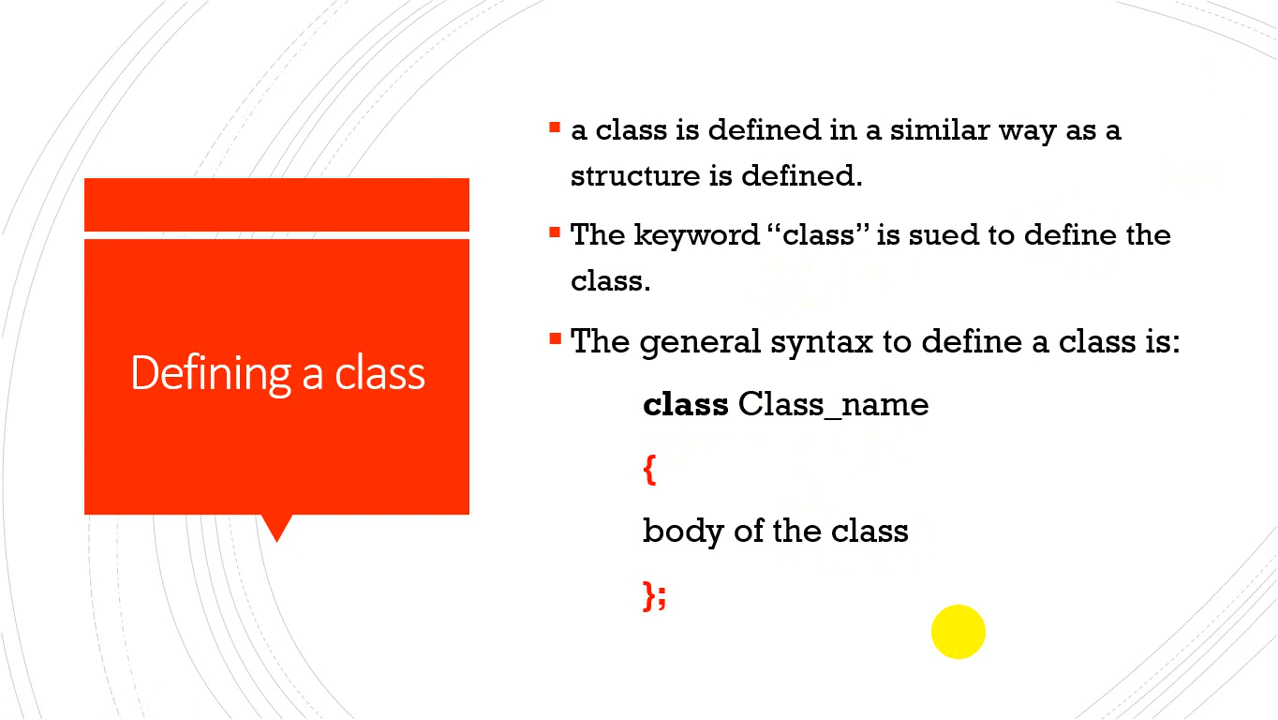 Defining a class
a class is defined in a similar way as a
structure is defined.
The keyword “class” is sued to define the
class.
The general syntax to define a class is:
class Class_name
{
body of the class
};